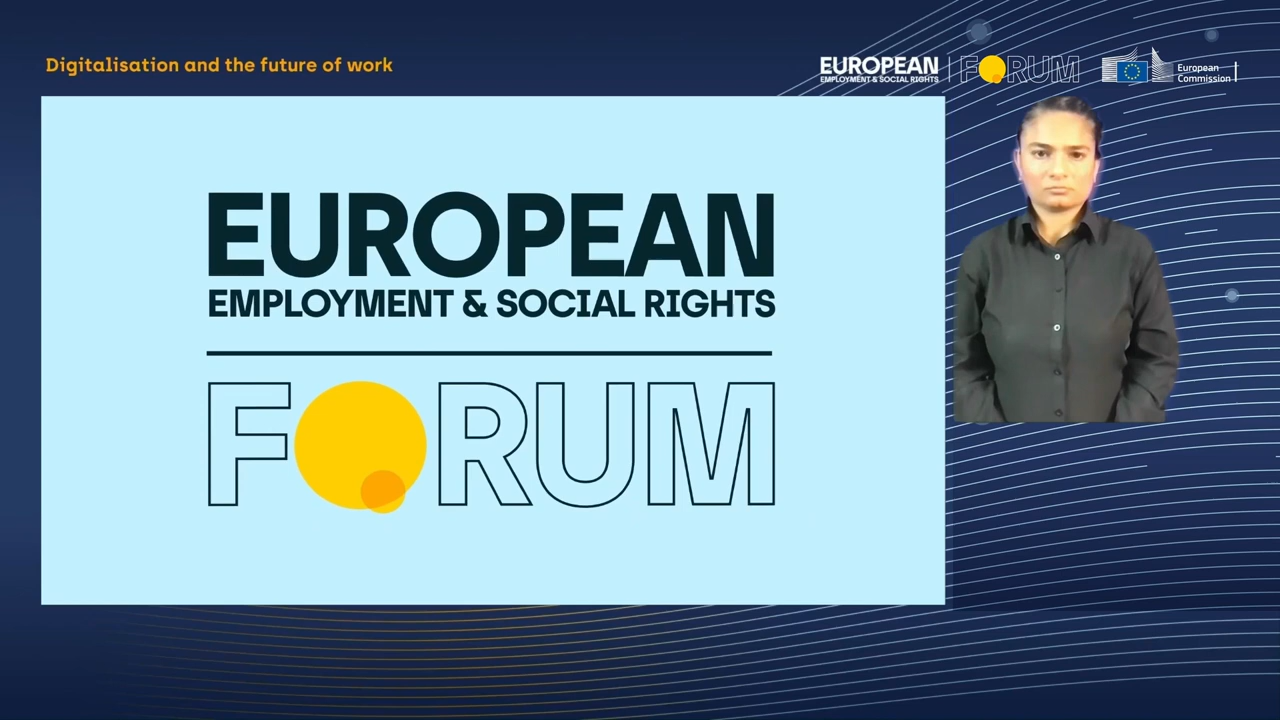 Digitalisation and the future of work
EUROPEAN
EMPLOYMENT & SOCIAL RIGHTS
FORUM
European
Commission
EUROPEAN
EMPLOYMENT & SOCIAL RIGHTS
FORUM